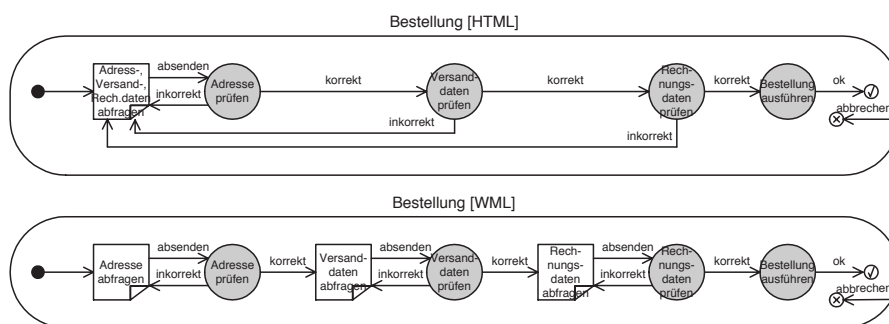 Bestellung [HTML]
Adress-,
Versand-,
Rech.daten
abfragen
absenden
inkorrekt
Adresse
prüfen
korrekt
Versand-
daten
prüfen
inkorrekt
korrekt
Rech-
nungs-
daten
prüfen
inkorrekt
korrekt
Bestellung
ausführen
ok
abbrechen
Bestellung [WML]
Adresse
abfragen
absenden
inkorrekt
Adresse
prüfen
korrekt
Versand-
daten
abfragen
absenden
inkorrekt
Versand-
daten
prüfen
korrekt
Rech-
nungs-
daten
abfragen
absenden
inkorrekt
Rech-
nungs-
daten
prüfen
korrekt
Bestellung
ausführen
ok
abbrechen